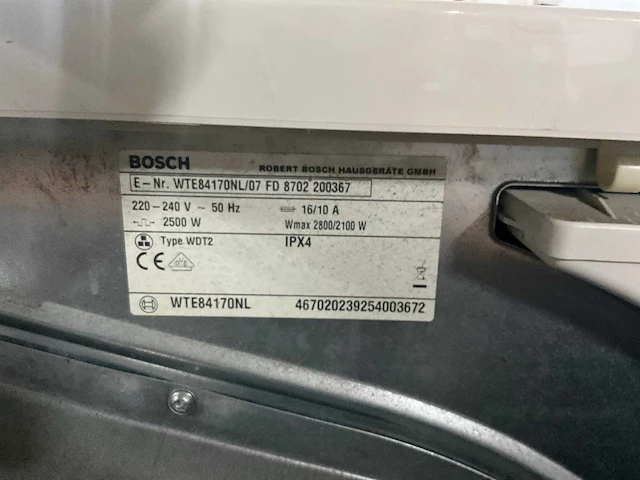 BOSCH ROBERT BOSCH HAUSGERÄTE GMBH
E-Nr. WTE84170NL/07 FD 8702 200367
220-240 V ~ 50 Hz 16/10 A
2500 W Wmax 2800/2100 W
Type WDT2 IPX4
CE
WTE84170NL 467020239254003672